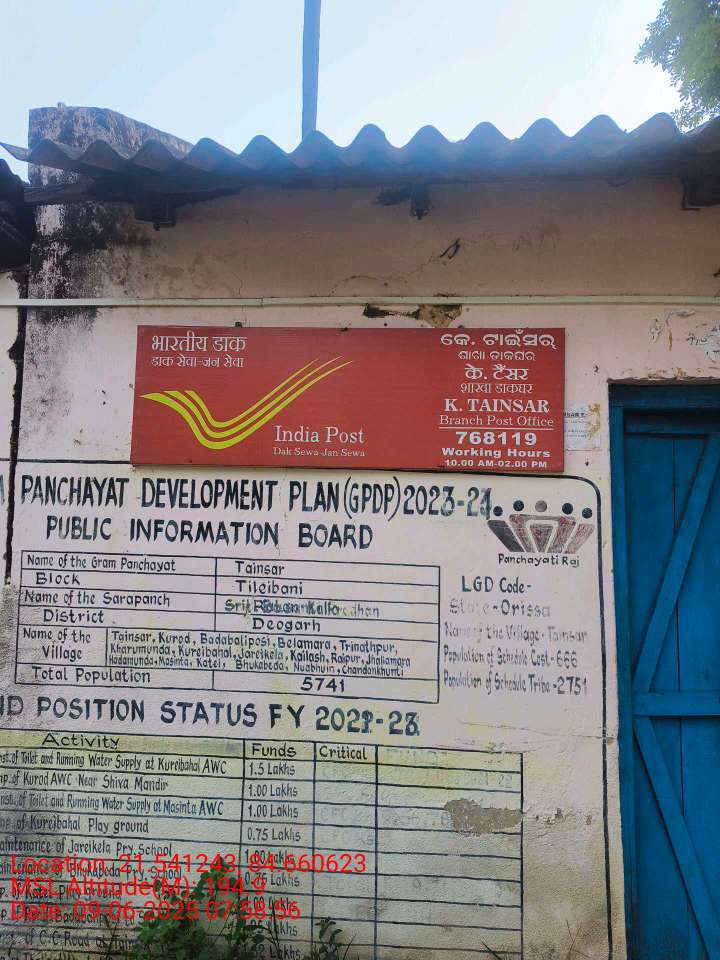 भारतीय डाक
डाक सेवा-जन सेवा
India Post
Dak Sewa-Jan Sewa
କେ. ଟାଇଁସର୍
ଶାଖା ଡାକଘର
के. टैंसर
शाखा डाकघर
K. TAINSAR
Branch Post Office
768119
Working Hours
10.00 AM-02.00 PM
PANCHAYAT DEVELOPMENT PLAN (GPDP) 2023-24
PUBLIC INFORMATION BOARD
Panchayati Raj
Name of the Gram Panchayat Tainsar
Block Tileibani
Name of the Sarapanch
District Deogarh
Name of the Village Tainsar, Kurod, Badabaliposi, Belamara, Trinathpur,
Kharumunda, Kureibahal, Jareikela, Kailash, Raipur, Jhaliamara
Hadamunda, Masinta, Katei, Bhukabeda, Nuabhuin, Chandankhunti
Total Population 5741
LGD Code-
State-Orissa
Name of the Village-Tainsar
Population of Schedule Cast-666
Population of Schedule Tribe-2751
POSITION STATUS FY
Activity Funds Critical
of Toilet and Running Water Supply at Kureibahal AWC 1.5 Lakhs
of Kurod AWC Near Shiva Mandir 1.00 Lakhs
of Toilet and Running Water Supply at Masinta AWC 1.00 Lakhs
of Kureibahal Play ground 0.75 Lakhs
of Jareikela Pry. School 1.00 Lakhs
Location: 21.541243, 84.660623
MSL Altitude(M): 194.9
Date: 09-06-2025 07:58:56